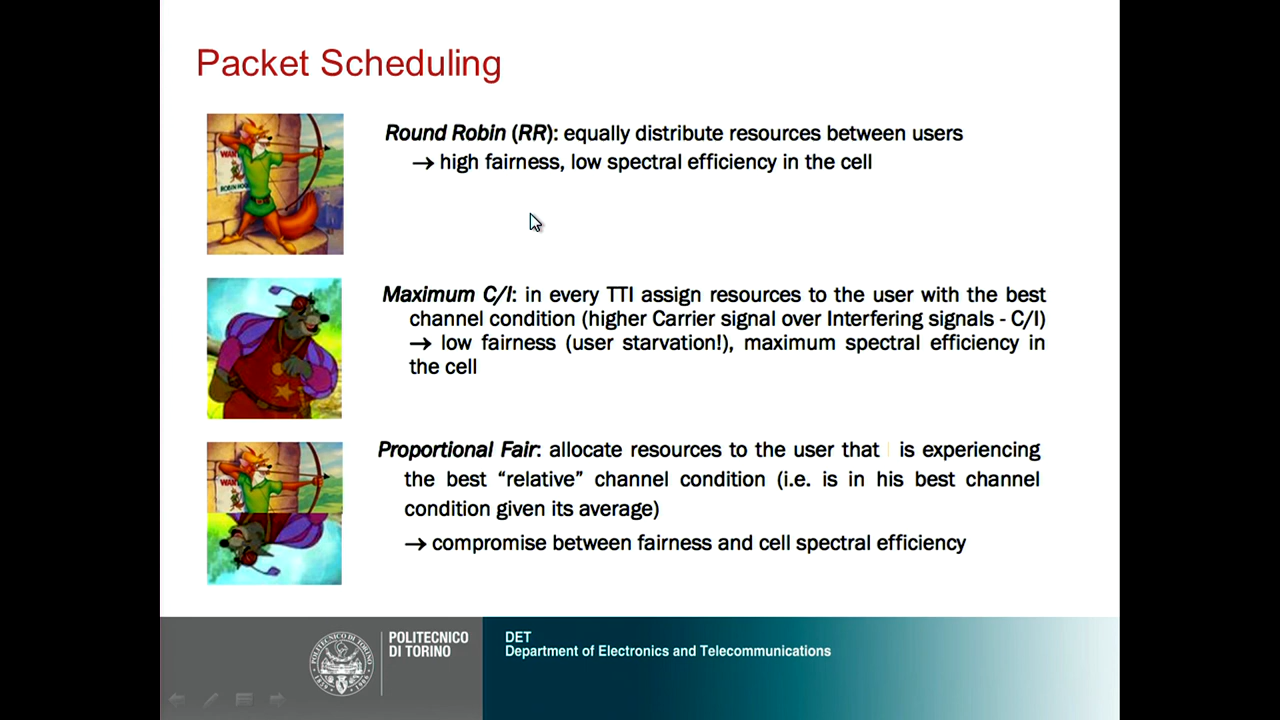 Packet Scheduling
Round Robin (RR): equally distribute resources between users
→ high fairness, low spectral efficiency in the cell
WAN
ROBIN HOO
Maximum C/I: in every TTI assign resources to the user with the best
channel condition (higher Carrier signal over Interfering signals - C/I)
→ low fairness (user starvation!), maximum spectral efficiency in
the cell
Proportional Fair: allocate resources to the user that is experiencing
the best “relative” channel condition (i.e. is in his best channel
condition given its average)
→ compromise between fairness and cell spectral efficiency
WAN
POLITECNICO
DI TORINO
DET
Department of Electronics and Telecommunications